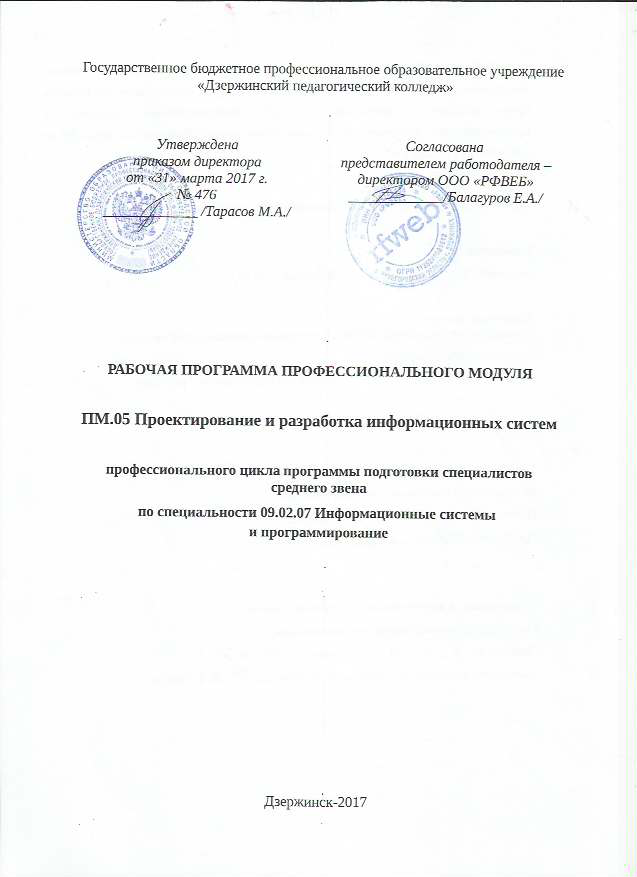 Государственное бюджетное профессиональное образовательное учреждение
«Дзержинский педагогический колледж»
Утверждена
приказом директора
от «31» марта 2017 г.
№ 476
/Тарасов М.А./
Согласована
представителем работодателя –
директором ООО «РФВЕБ»
/Балагуров Е.А./
rfweb
РАБОЧАЯ ПРОГРАММА ПРОФЕССИОНАЛЬНОГО МОДУЛЯ
ПМ.05 Проектирование и разработка информационных систем
профессионального цикла программы подготовки специалистов
среднего звена
по специальности 09.02.07 Информационные системы
и программирование
Дзержинск-2017